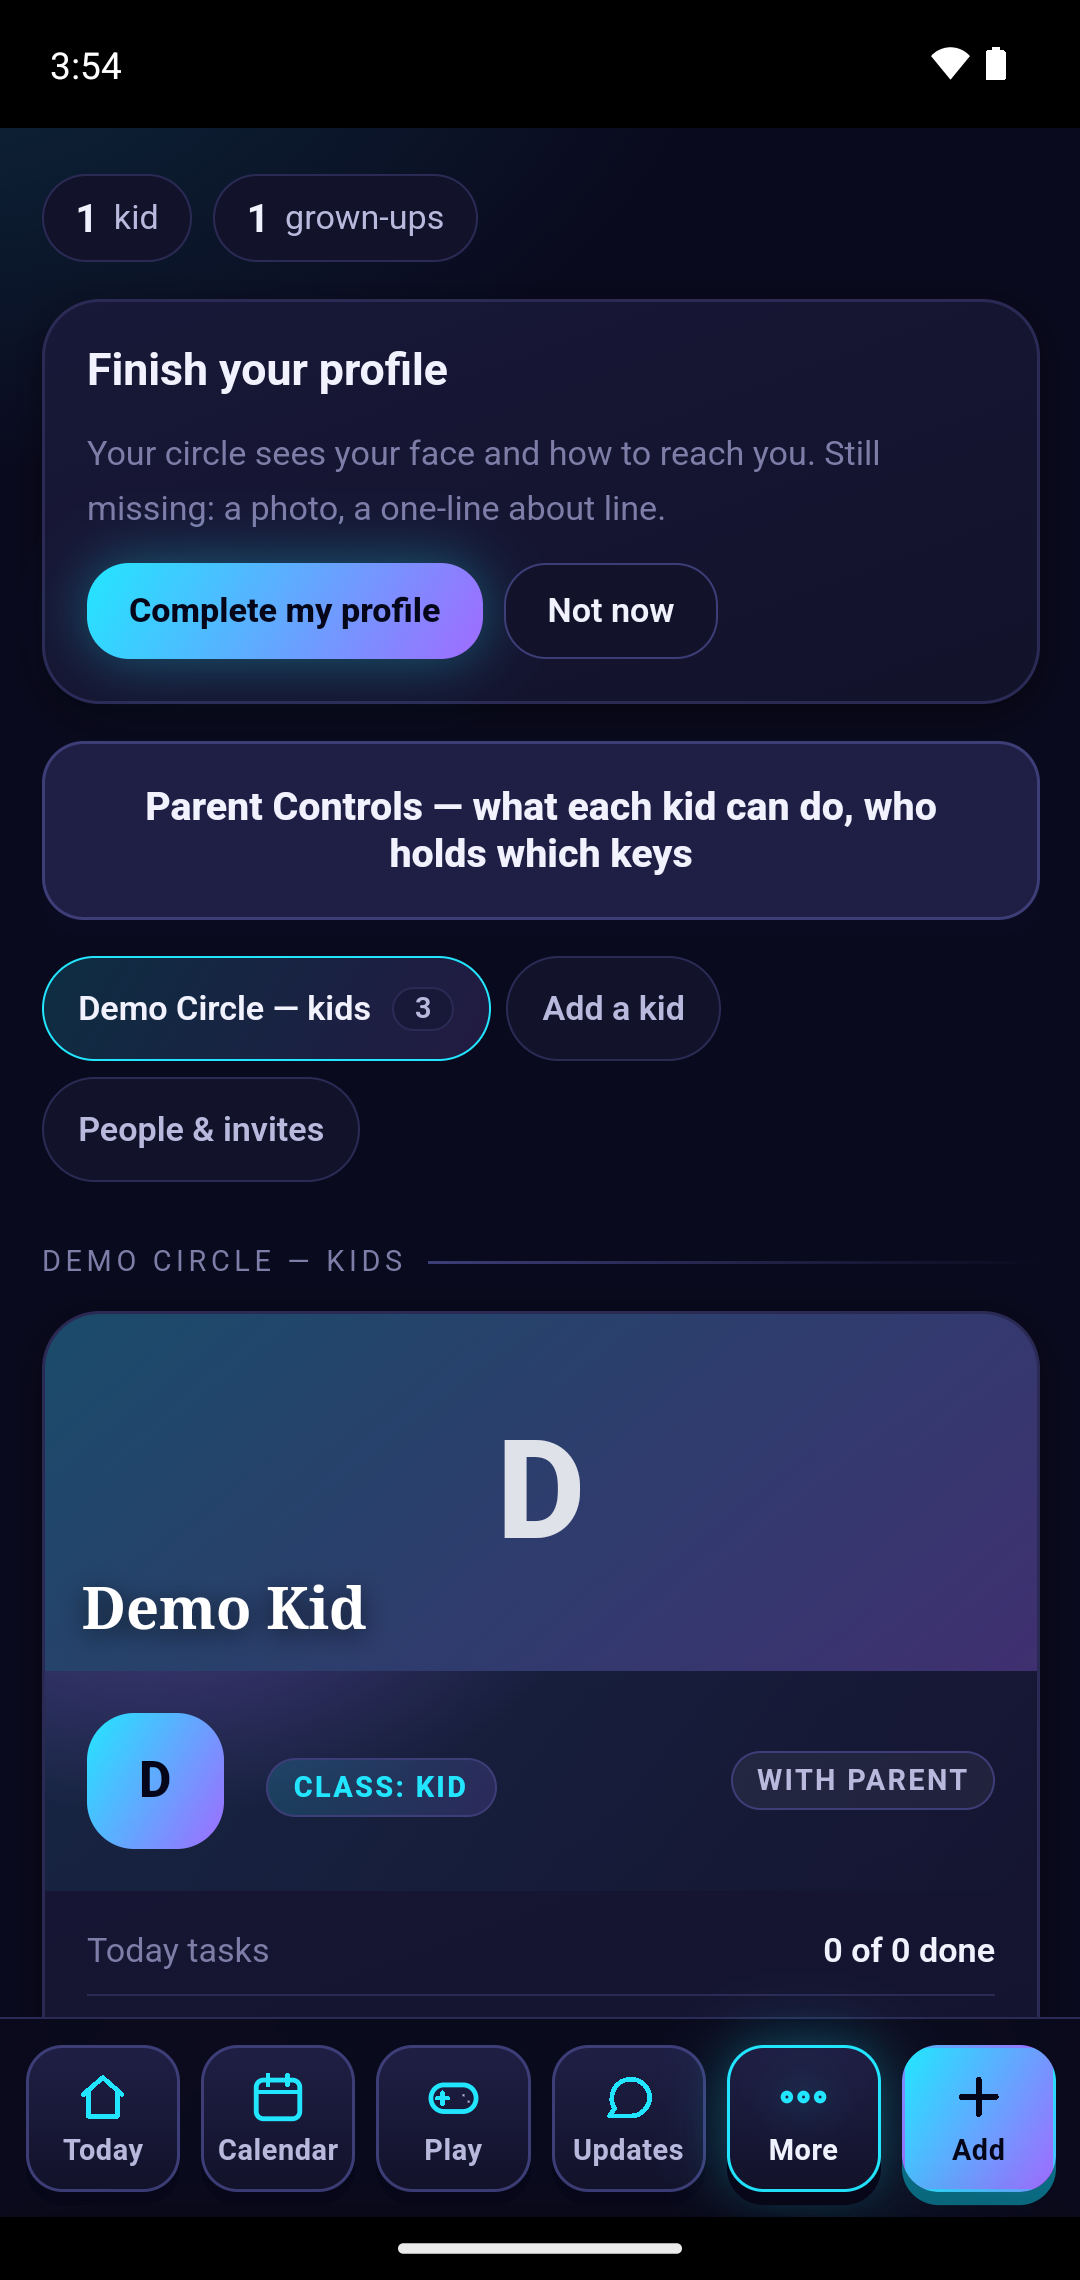 3:54
1 kid
1 grown-ups
Finish your profile
Your circle sees your face and how to reach you. Still
missing: a photo, a one-line about line.
Complete my profile
Not now
Parent Controls — what each kid can do, who
holds which keys
Demo Circle — kids 3
Add a kid
People & invites
DEMO CIRCLE — KIDS
D
Demo Kid
D
CLASS: KID
WITH PARENT
Today tasks
0 of 0 done
Today
Calendar
Play
Updates
More
Add